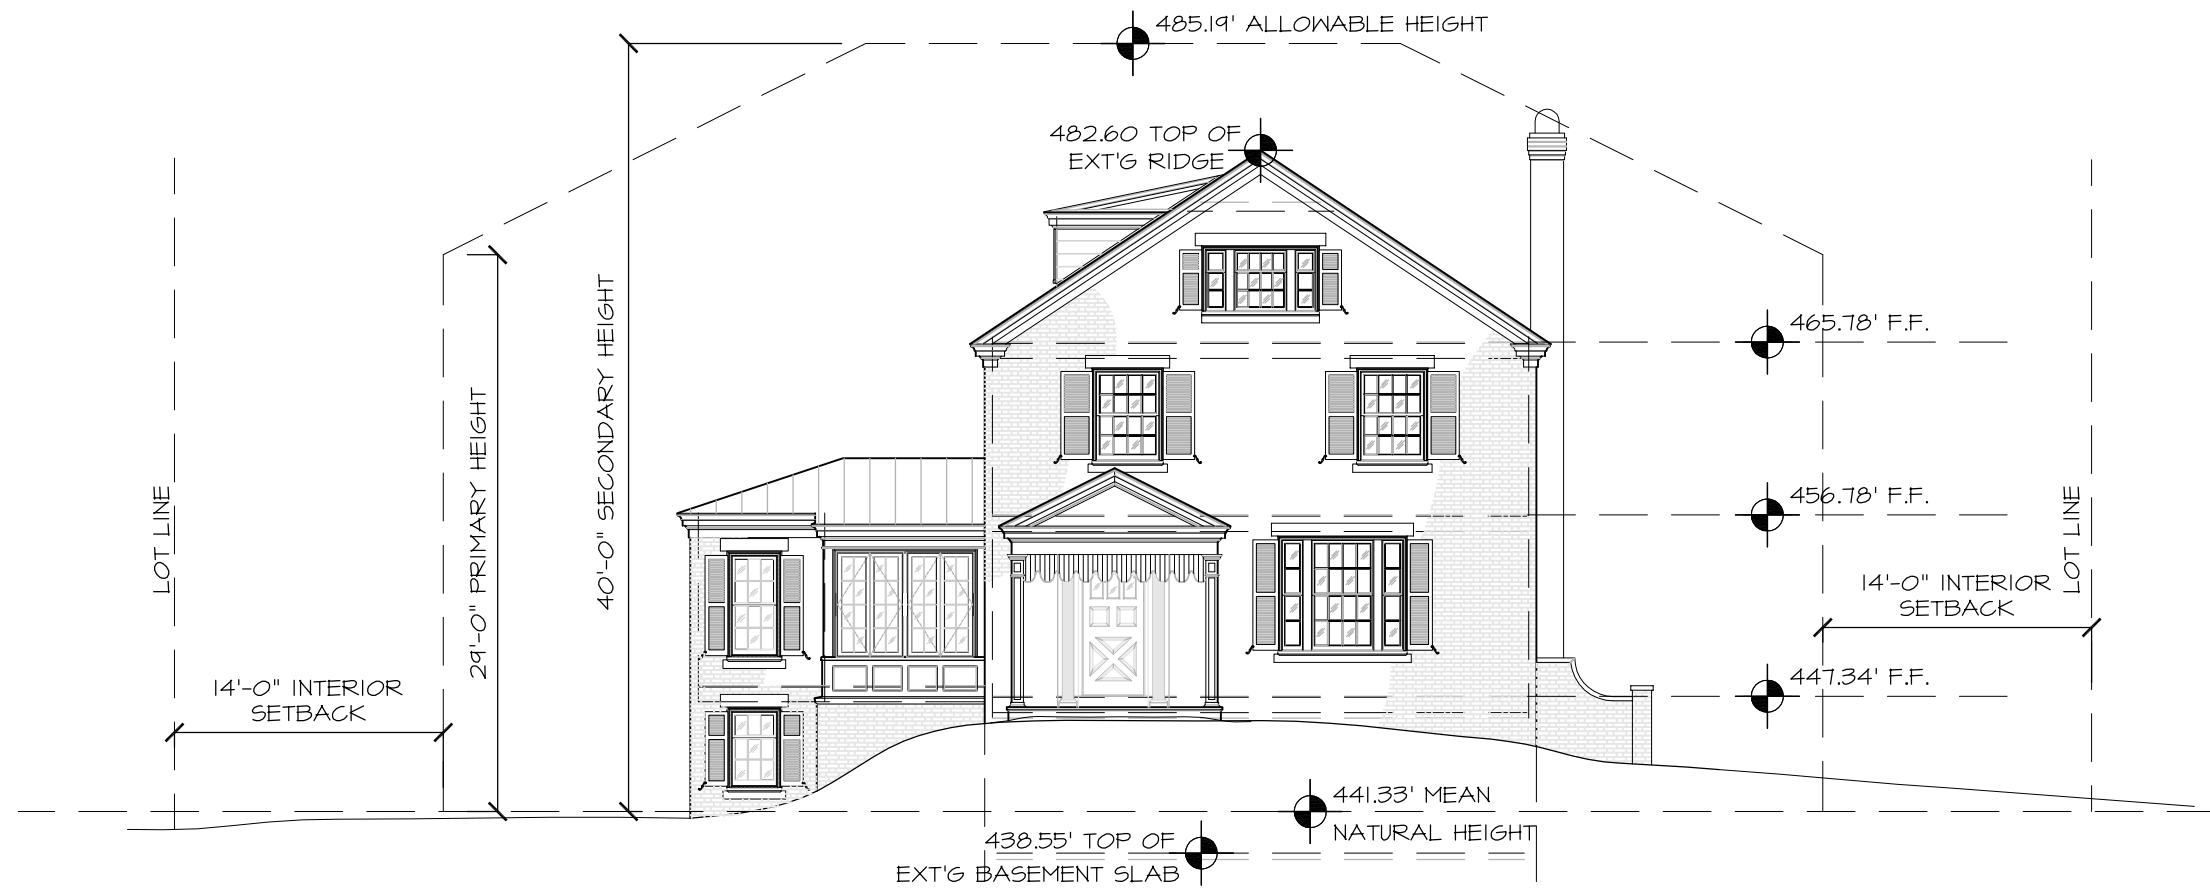 485.19' ALLOWABLE HEIGHT
482.60 TOP OF
EXT'G RIDGE
465.78' F.F.
456.78' F.F.
447.34' F.F.
40'-0" SECONDARY HEIGHT
29'-0" PRIMARY HEIGHT
LOT LINE
LOT LINE
14'-0" INTERIOR
SETBACK
14'-0" INTERIOR
SETBACK
441.33' MEAN
NATURAL HEIGHT
438.55' TOP OF
EXT'G BASEMENT SLAB